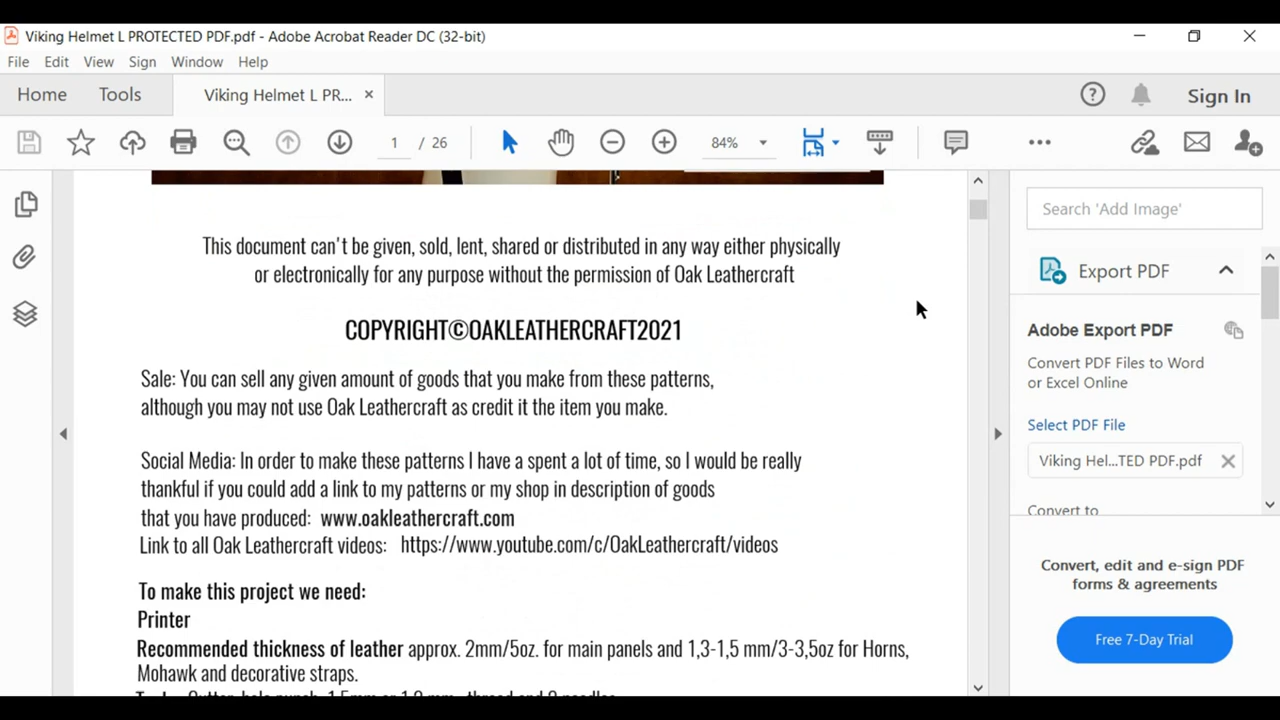 Viking Helmet L PROTECTED PDF.pdf - Adobe Acrobat Reader DC (32-bit)
File Edit View Sign Window Help
Home Tools Viking Helmet L PR... × Sign In
1 / 26 84%
Search 'Add Image'
This document can't be given, sold, lent, shared or distributed in any way either physically
or electronically for any purpose without the permission of Oak Leathercraft
COPYRIGHT©OAKLEATHERCRAFT2021
Sale: You can sell any given amount of goods that you make from these patterns,
although you may not use Oak Leathercraft as credit it the item you make.
Social Media: In order to make these patterns I have a spent a lot of time, so I would be really
thankful if you could add a link to my patterns or my shop in description of goods
that you have produced: www.oakleathercraft.com
Link to all Oak Leathercraft videos: https://www.youtube.com/c/OakLeathercraft/videos
To make this project we need:
Printer
Recommended thickness of leather approx. 2mm/5oz. for main panels and 1,3-1,5 mm/3-3,5oz for Horns,
Mohawk and decorative straps.
Export PDF
Adobe Export PDF
Convert PDF Files to Word
or Excel Online
Select PDF File
Viking Hel...TED PDF.pdf
Convert to
Convert, edit and e-sign PDF
forms & agreements
Free 7-Day Trial